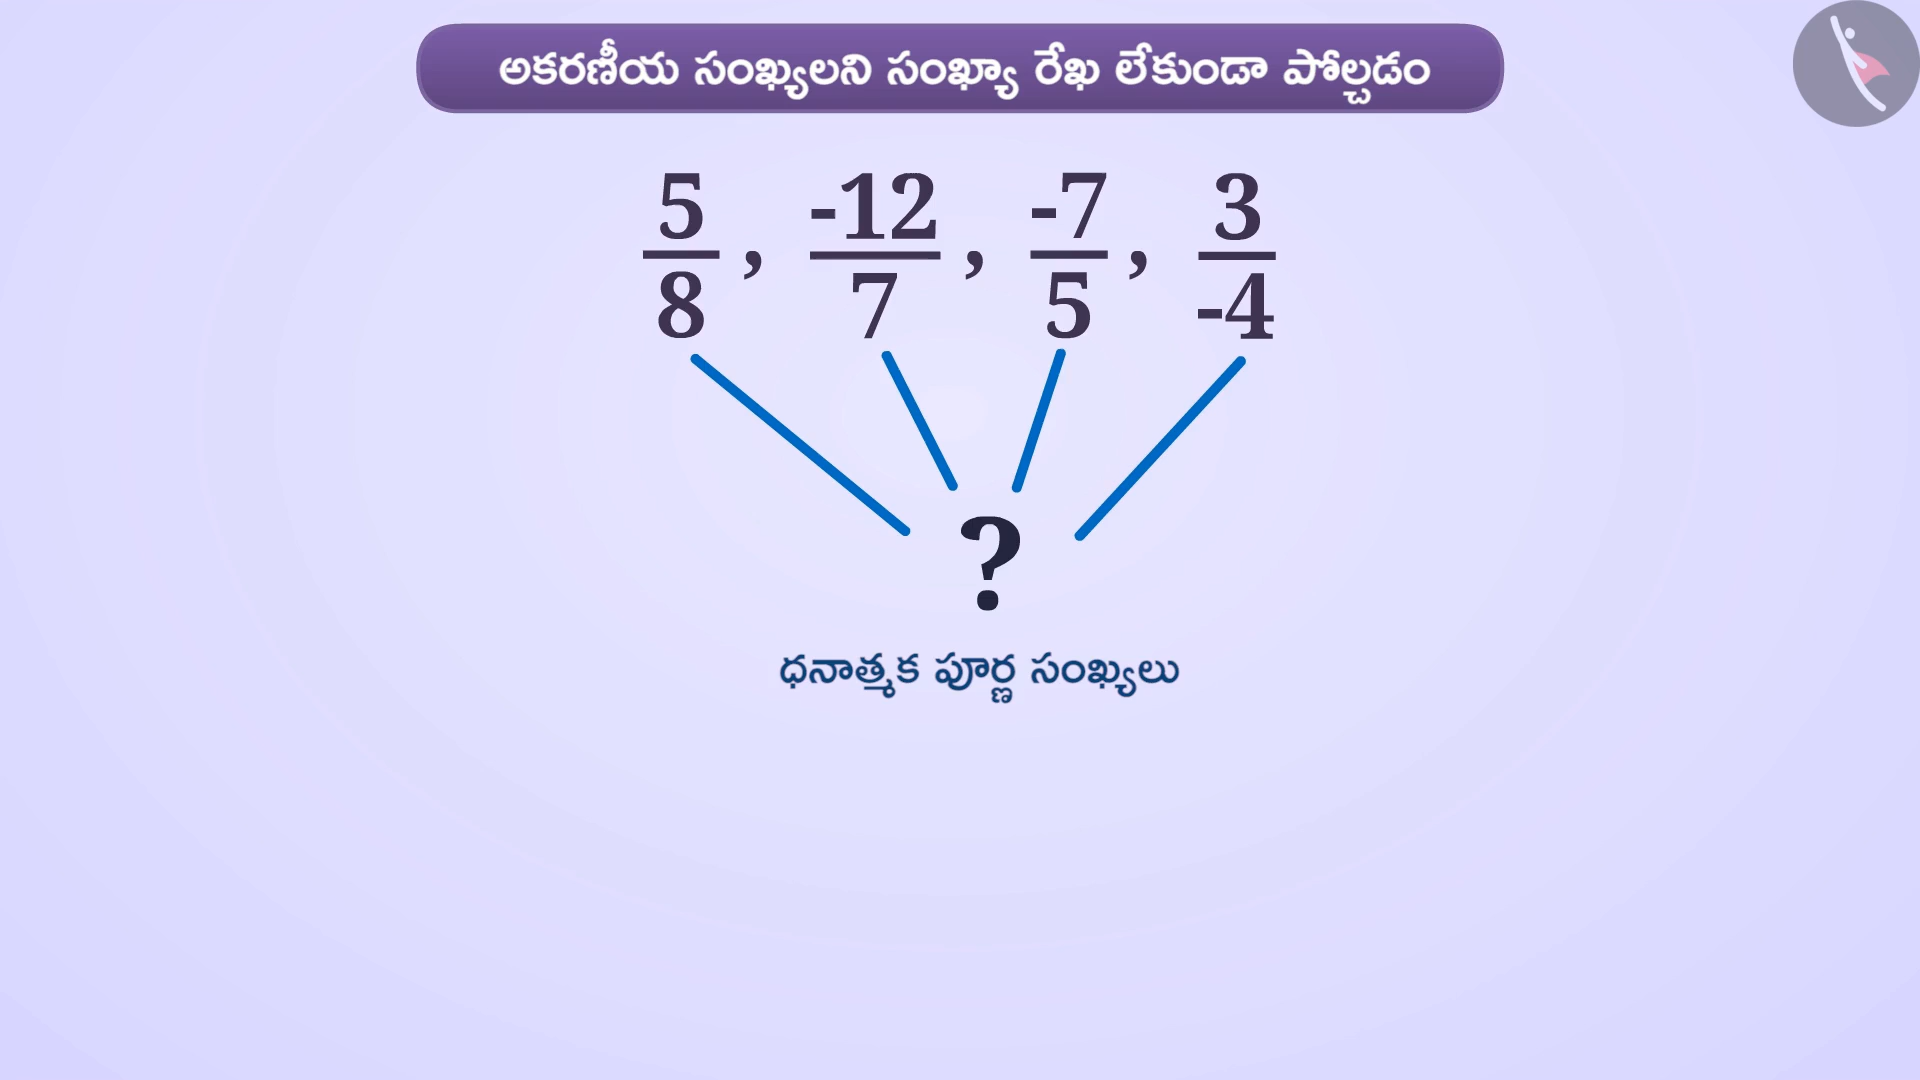 అకరణీయ సంఖ్యలని సంఖ్యా రేఖ లేకుండా పోల్చడం
5/8 , -12/7 , -7/5 , 3/-4
?
ధనాత్మక పూర్ణ సంఖ్యలు